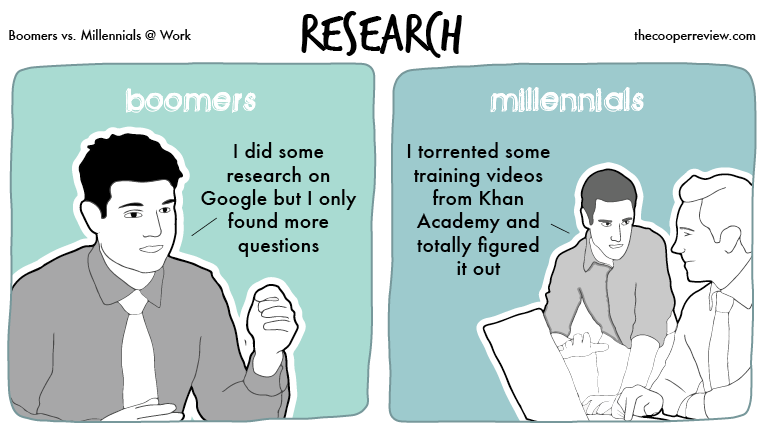 Boomers vs. Millennials @ Work
RESEARCH
thecooperreview.com
boomers
I did some
research on
Google but I only
found more
questions
millennials
I torrented some
training videos
from Khan
Academy and
totally figured
it out